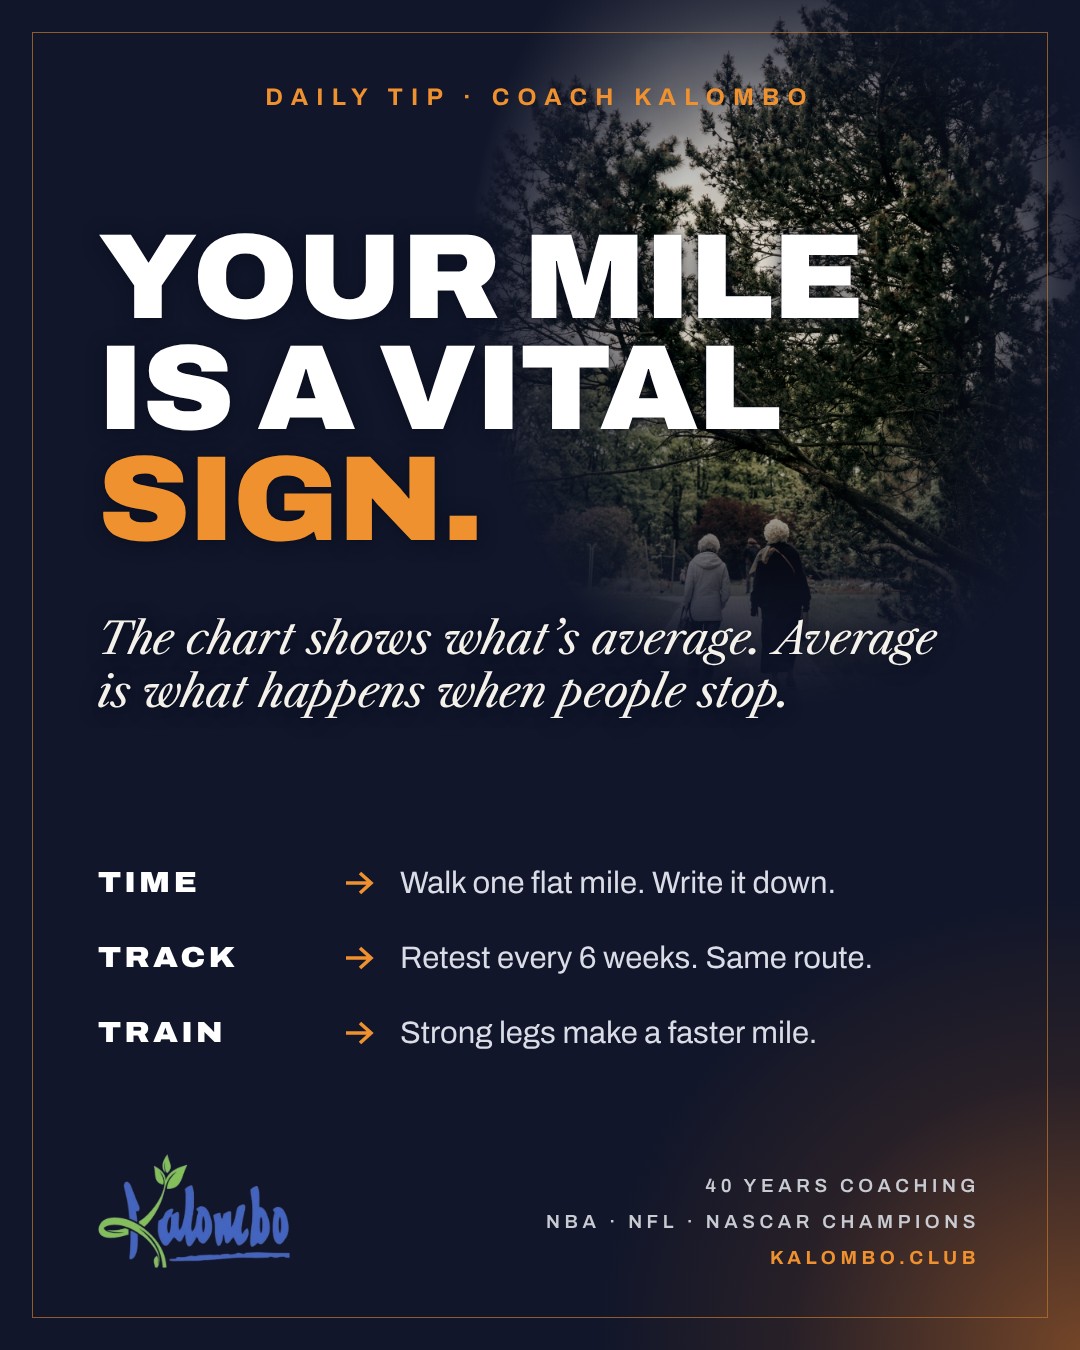 DAILY TIP · COACH KALOMBO
YOUR MILE
IS A VITAL
SIGN.
The chart shows what’s average. Average
is what happens when people stop.
TIME → Walk one flat mile. Write it down.
TRACK → Retest every 6 weeks. Same route.
TRAIN → Strong legs make a faster mile.
Kalombo
40 YEARS COACHING
NBA · NFL · NASCAR CHAMPIONS
KALOMBO.CLUB